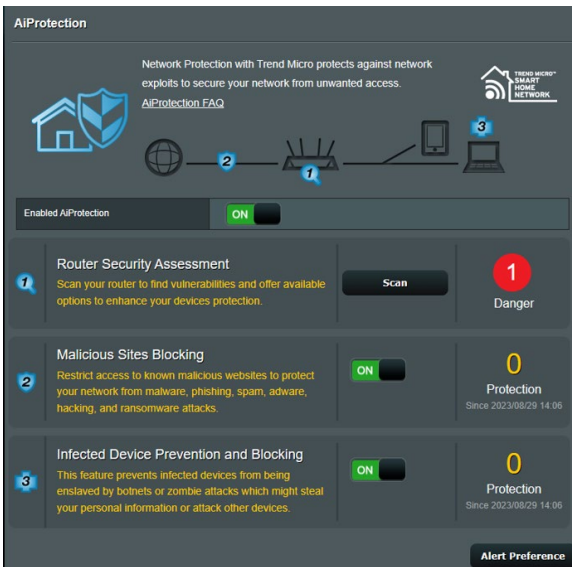 AiProtection
Network Protection with Trend Micro protects against network
exploits to secure your network from unwanted access.
AiProtection FAQ
TREND MICRO™
SMART
HOME
NETWORK
3
2
1
Enabled AiProtection
ON
1
Router Security Assessment
Scan your router to find vulnerabilities and offer available
options to enhance your devices protection.
Scan
1
Danger
2
Malicious Sites Blocking
Restrict access to known malicious websites to protect
your network from malware, phishing, spam, adware,
hacking, and ransomware attacks.
ON
0
Protection
Since 2023/08/29 14:06
3
Infected Device Prevention and Blocking
This feature prevents infected devices from being
enslaved by botnets or zombie attacks which might steal
your personal information or attack other devices.
ON
0
Protection
Since 2023/08/29 14:06
Alert Preference